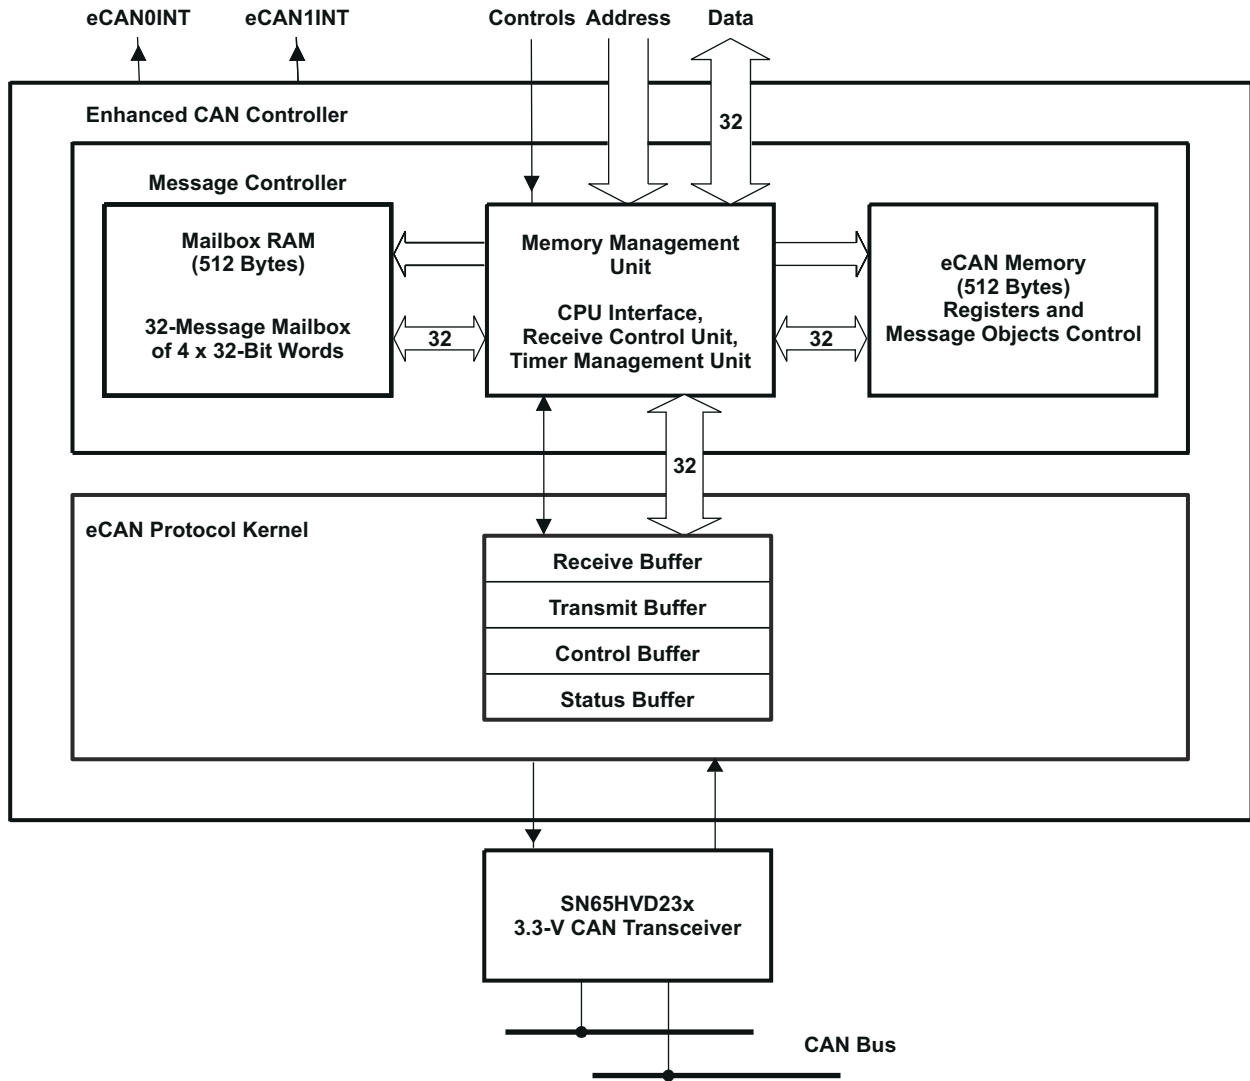 eCAN0INT
eCAN1INT
Controls
Address
Data
32
Enhanced CAN Controller
Message Controller
Mailbox RAM
(512 Bytes)
32-Message Mailbox
of 4 x 32-Bit Words
32
Memory Management
Unit
CPU Interface,
Receive Control Unit,
Timer Management Unit
32
eCAN Memory
(512 Bytes)
Registers and
Message Objects Control
32
eCAN Protocol Kernel
Receive Buffer
Transmit Buffer
Control Buffer
Status Buffer
SN65HVD23x
3.3-V CAN Transceiver
CAN Bus